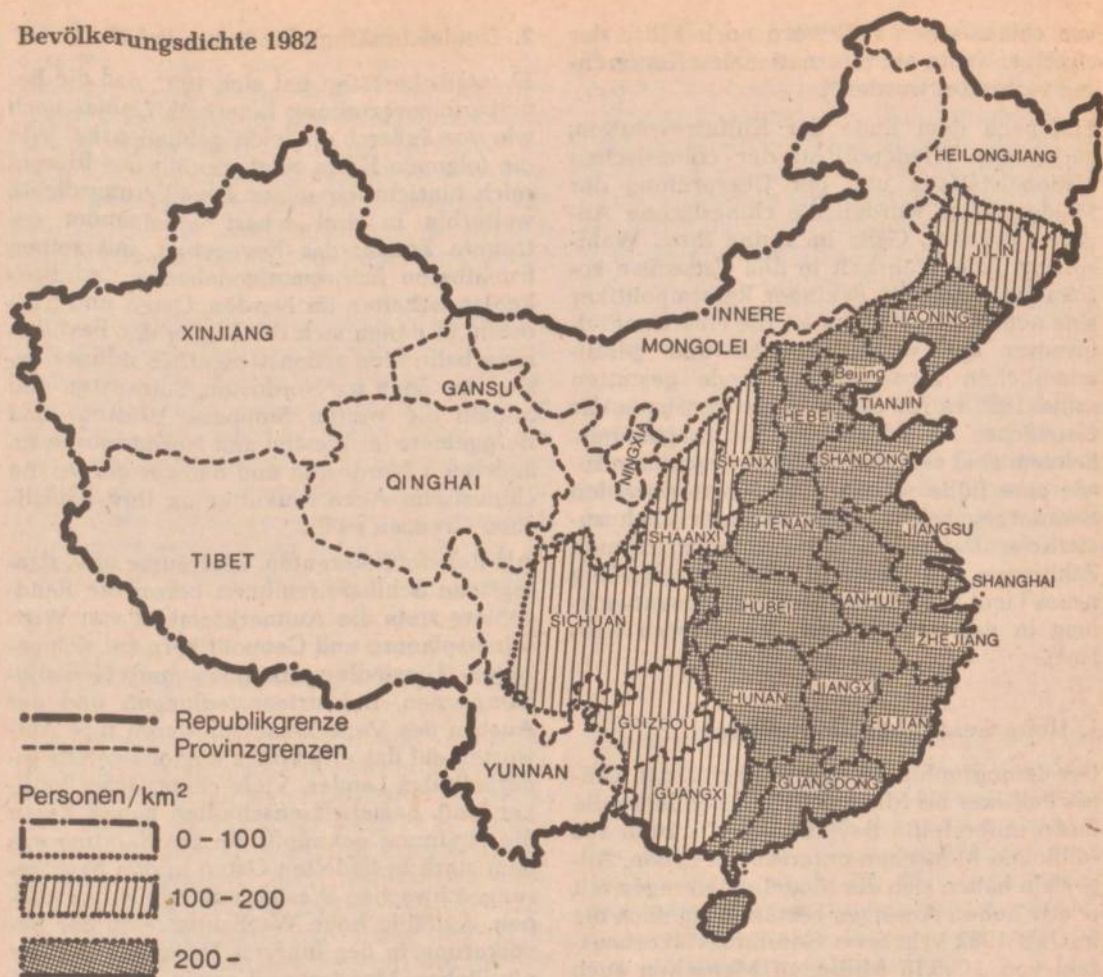 Bevölkerungsdichte 1982
HEILONGJIANG
JILIN
LIAONING
INNERE
MONGOLEI
XINJIANG
GANSU
Beijing
TIANJIN
HEBEI
NINGXIA
SHANXI
SHANDONG
QINGHAI
SHAANXI
HENAN
JIANGSU
TIBET
SHANGHAI
ANHUI
HUBEI
SICHUAN
ZHEJIANG
HUNAN
JIANGXI
GUIZHOU
FUJIAN
YUNNAN
GUANGXI
GUANGDONG
Republikgrenze
Provinzgrenzen
Personen/km²
0-100
100-200
200-